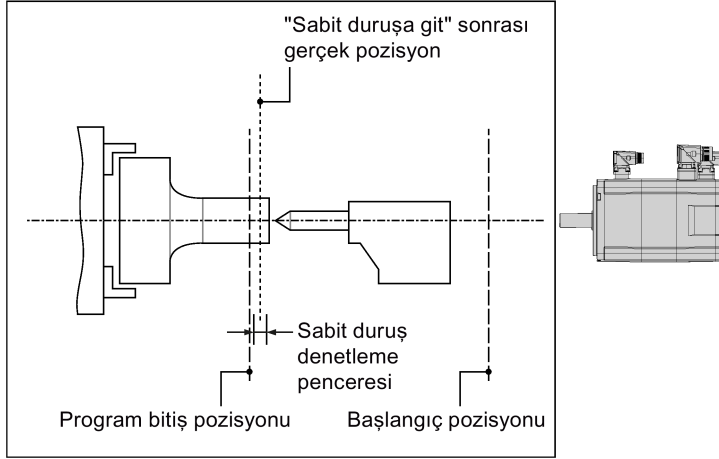 "Sabit duruşa git" sonrası
gerçek pozisyon
Sabit duruş
denetleme
penceresi
Program bitiş pozisyonu
Başlangıç pozisyonu